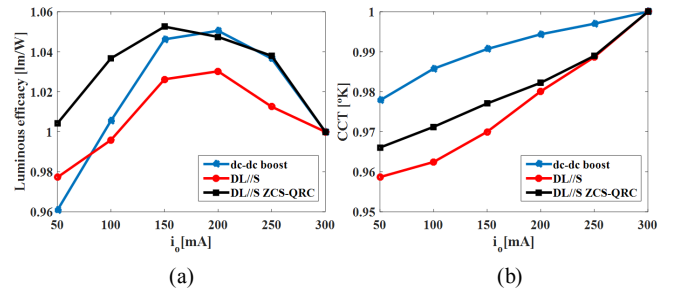 1.06
1.04
1.02
1
0.98
0.96
Luminous efficacy [lm/W]
50 100 150 200 250 300
i_o[mA]
dc-dc boost
DL//S
DL//S ZCS-QRC
(a)
1
0.99
0.98
0.97
0.96
0.95
CCT [ºK]
50 100 150 200 250 300
i_o[mA]
dc-dc boost
DL//S
DL//S ZCS-QRC
(b)